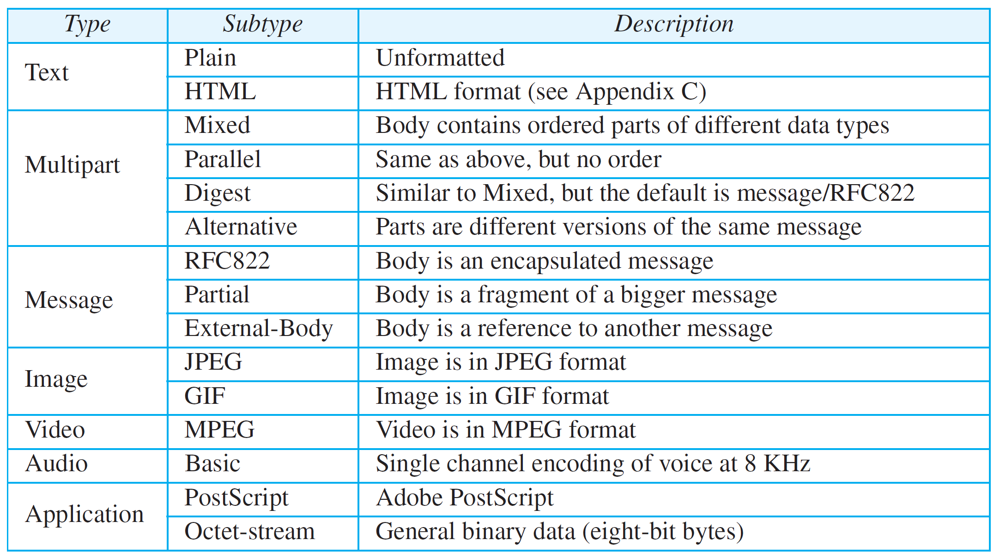 Type Subtype Description
Text Plain Unformatted
HTML HTML format (see Appendix C)
Multipart Mixed Body contains ordered parts of different data types
Parallel Same as above, but no order
Digest Similar to Mixed, but the default is message/RFC822
Alternative Parts are different versions of the same message
Message RFC822 Body is an encapsulated message
Partial Body is a fragment of a bigger message
External-Body Body is a reference to another message
Image JPEG Image is in JPEG format
GIF Image is in GIF format
Video MPEG Video is in MPEG format
Audio Basic Single channel encoding of voice at 8 KHz
Application PostScript Adobe PostScript
Octet-stream General binary data (eight-bit bytes)